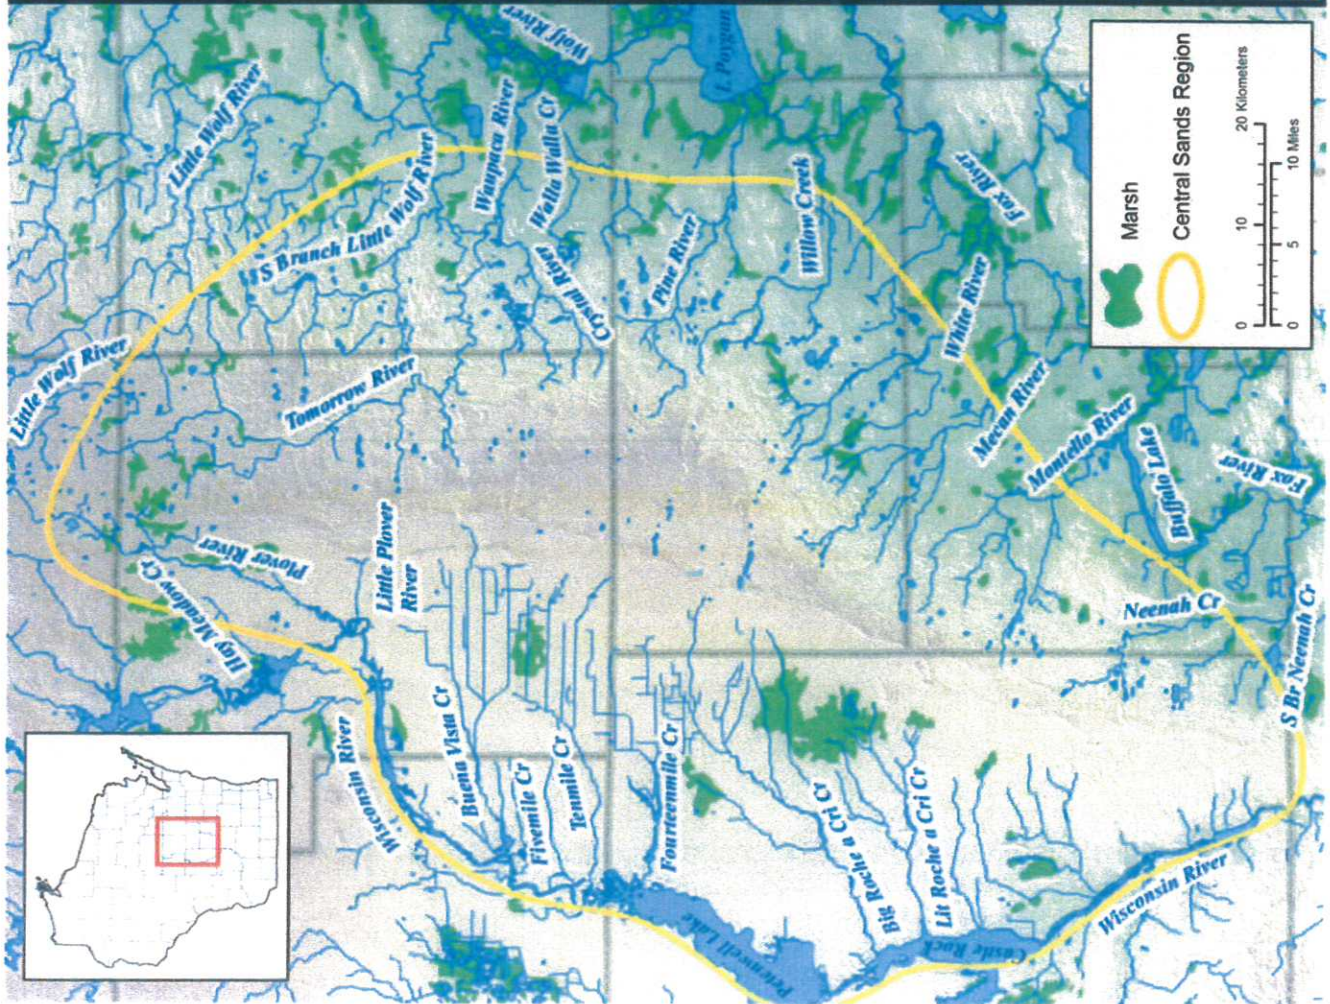 Little Wolf River
Little Wolf River
Wolf River
S Branch Little Wolf River
Waupaca River
Walla Walla Cr
L Poygan
Tomorrow River
Crystal River
Pine River
Willow Creek
Fox River
White River
Mecan River
Montello River
Buffalo Lake
Fox River
Hay Meadow Cr
Plover River
Little Plover
River
Neenah Cr
S Br Neenah Cr
Wisconsin River
Buena Vista Cr
Fivemile Cr
Tenmile Cr
Fourteenmile Cr
Petenwell Lake
Big Roche a Cri Cr
Lit Roche a Cri Cr
Castle Rock
Wisconsin River
Marsh
Central Sands Region
0 10 20 Kilometers
0 5 10 Miles